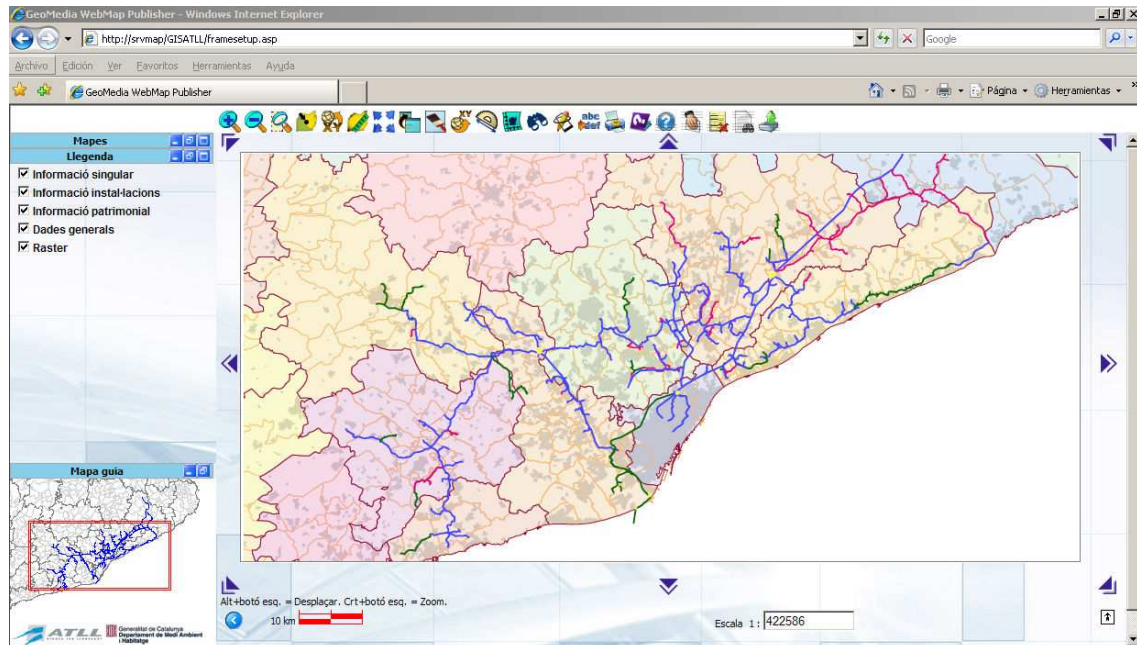 GeoMedia WebMap Publisher - Windows Internet Explorer
http://srvmap/GISATLL/framesetup.asp
Google
Archivo Edición Ver Favoritos Herramientas Ayuda
GeoMedia WebMap Publisher
Página Herramientas
XY abc def
Mapes
Llegenda
Informació singular
Informació instal·lacions
Informació patrimonial
Dades generals
Raster
Mapa guia
Alt+botó esq. = Desplaçar. Crt+botó esq. = Zoom.
10 km
Escala 1: 422586
ATLL
Generalitat de Catalunya
Departament de Medi Ambient
i Habitatge